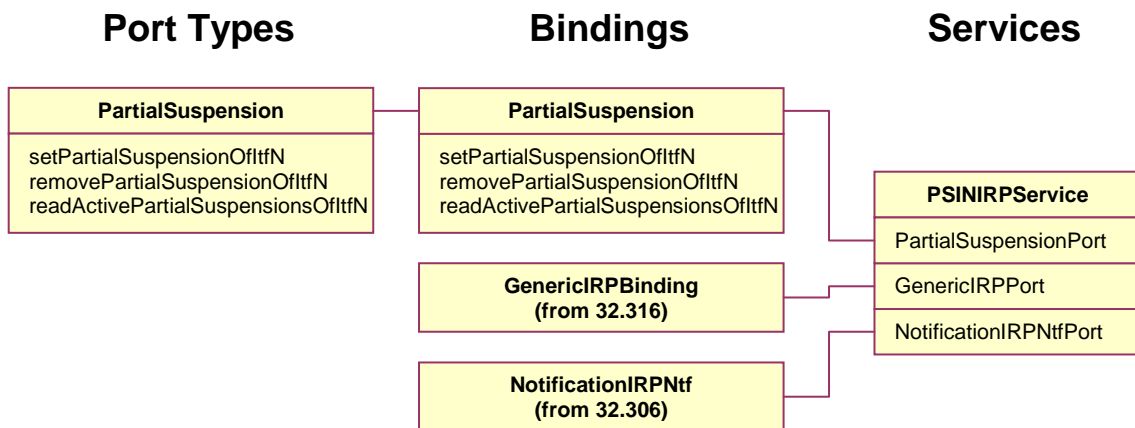 Port Types
Bindings
Services
PartialSuspension
setPartialSuspensionOfItfN
removePartialSuspensionOfItfN
readActivePartialSuspensionsOfItfN
PartialSuspension
setPartialSuspensionOfItfN
removePartialSuspensionOfItfN
readActivePartialSuspensionsOfItfN
GenericIRPBinding
(from 32.316)
NotificationIRPNtf
(from 32.306)
PSINIRPService
PartialSuspensionPort
GenericIRPPort
NotificationIRPNtfPort